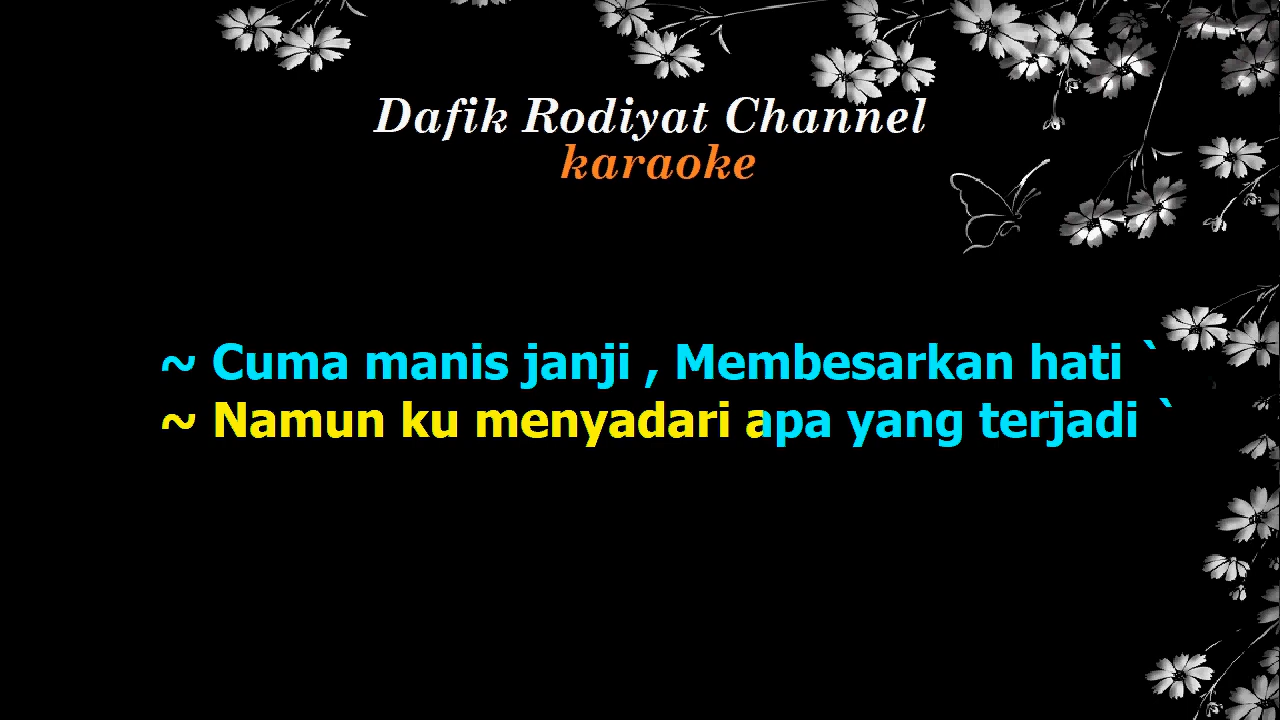 Dafik Rodiyat Channel
karaoke
~ Cuma manis janji , Membesarkan hati `
~ Namun ku menyadari apa yang terjadi `